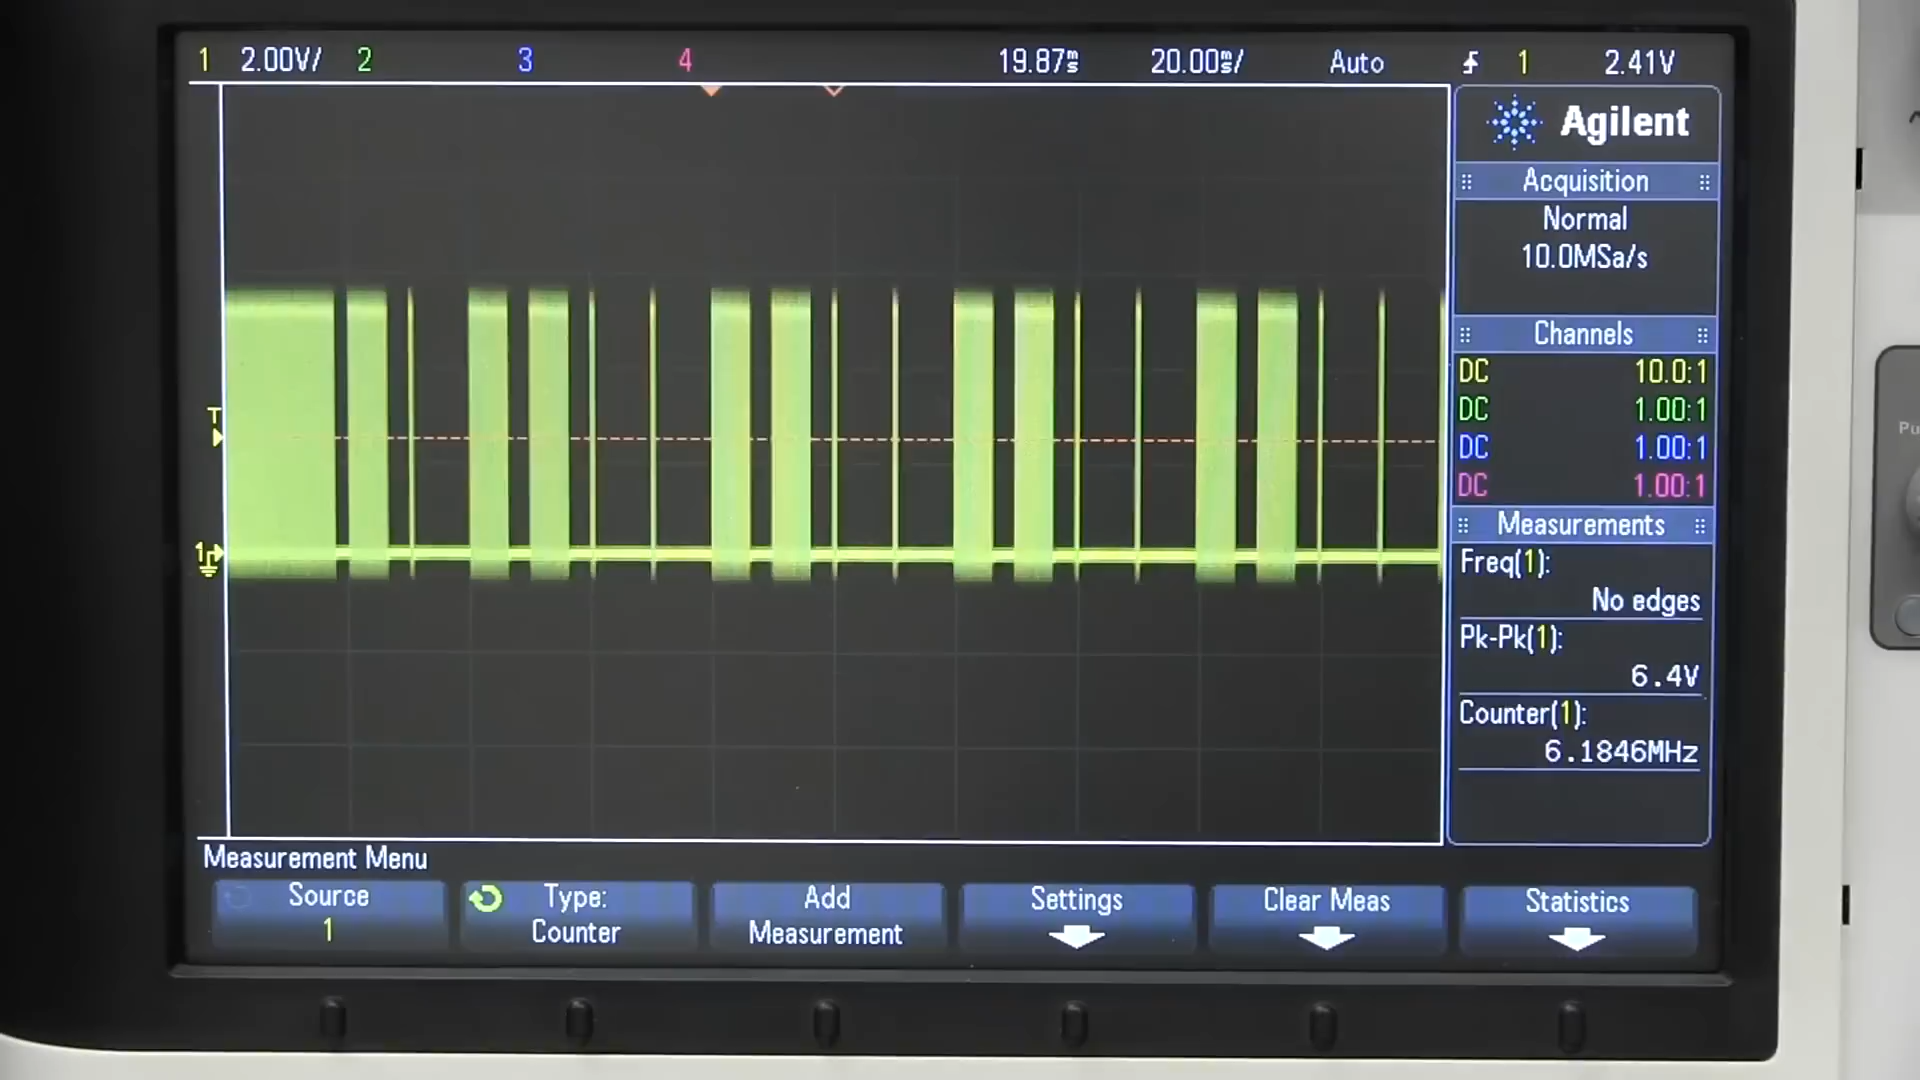 1 2.00V/ 2 3 4 19.87ms 20.00ms/ Auto 1 2.41V
Agilent
Acquisition
Normal
10.0MSa/s
Channels
DC 10.0:1
DC 1.00:1
DC 1.00:1
DC 1.00:1
Measurements
Freq(1):
No edges
Pk-Pk(1):
6.4V
Counter(1):
6.1846MHz
T
1
Measurement Menu
Source
1
Type:
Counter
Add
Measurement
Settings
Clear Meas
Statistics